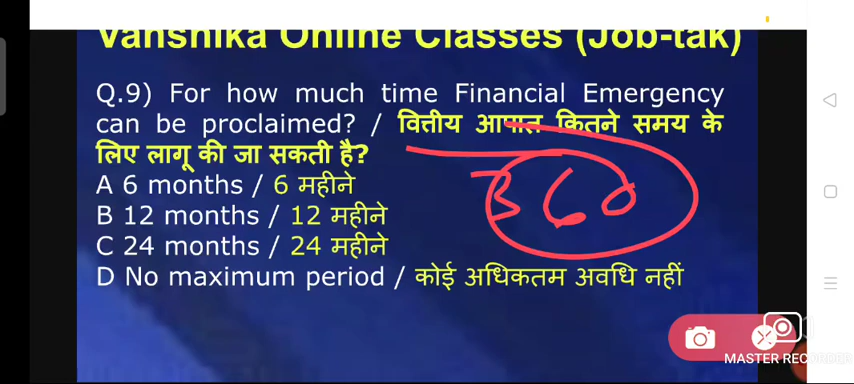 Vanshika Online Classes (Job-tak)
Q.9) For how much time Financial Emergency
can be proclaimed? / वित्तीय आपात कितने समय के
लिए लागू की जा सकती है?
360
A 6 months / 6 महीने
B 12 months / 12 महीने
C 24 months / 24 महीने
D No maximum period / कोई अधिकतम अवधि नहीं
MASTER RECORDER